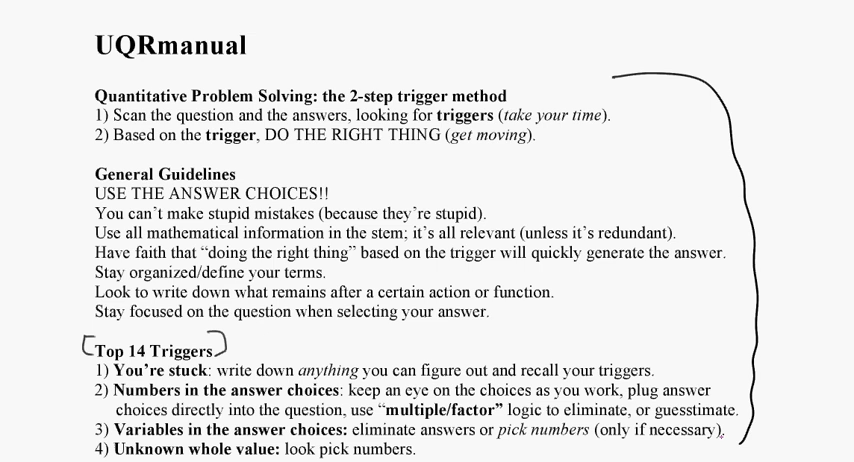 UQRmanual
Quantitative Problem Solving: the 2-step trigger method
1) Scan the question and the answers, looking for triggers (take your time).
2) Based on the trigger, DO THE RIGHT THING (get moving).
General Guidelines
USE THE ANSWER CHOICES!!
You can't make stupid mistakes (because they're stupid).
Use all mathematical information in the stem; it's all relevant (unless it's redundant).
Have faith that “doing the right thing” based on the trigger will quickly generate the answer.
Stay organized/define your terms.
Look to write down what remains after a certain action or function.
Stay focused on the question when selecting your answer.
Top 14 Triggers
1) You're stuck: write down anything you can figure out and recall your triggers.
2) Numbers in the answer choices: keep an eye on the choices as you work, plug answer
choices directly into the question, use “multiple/factor” logic to eliminate, or guesstimate.
3) Variables in the answer choices: eliminate answers or pick numbers (only if necessary).
4) Unknown whole value: look pick numbers.